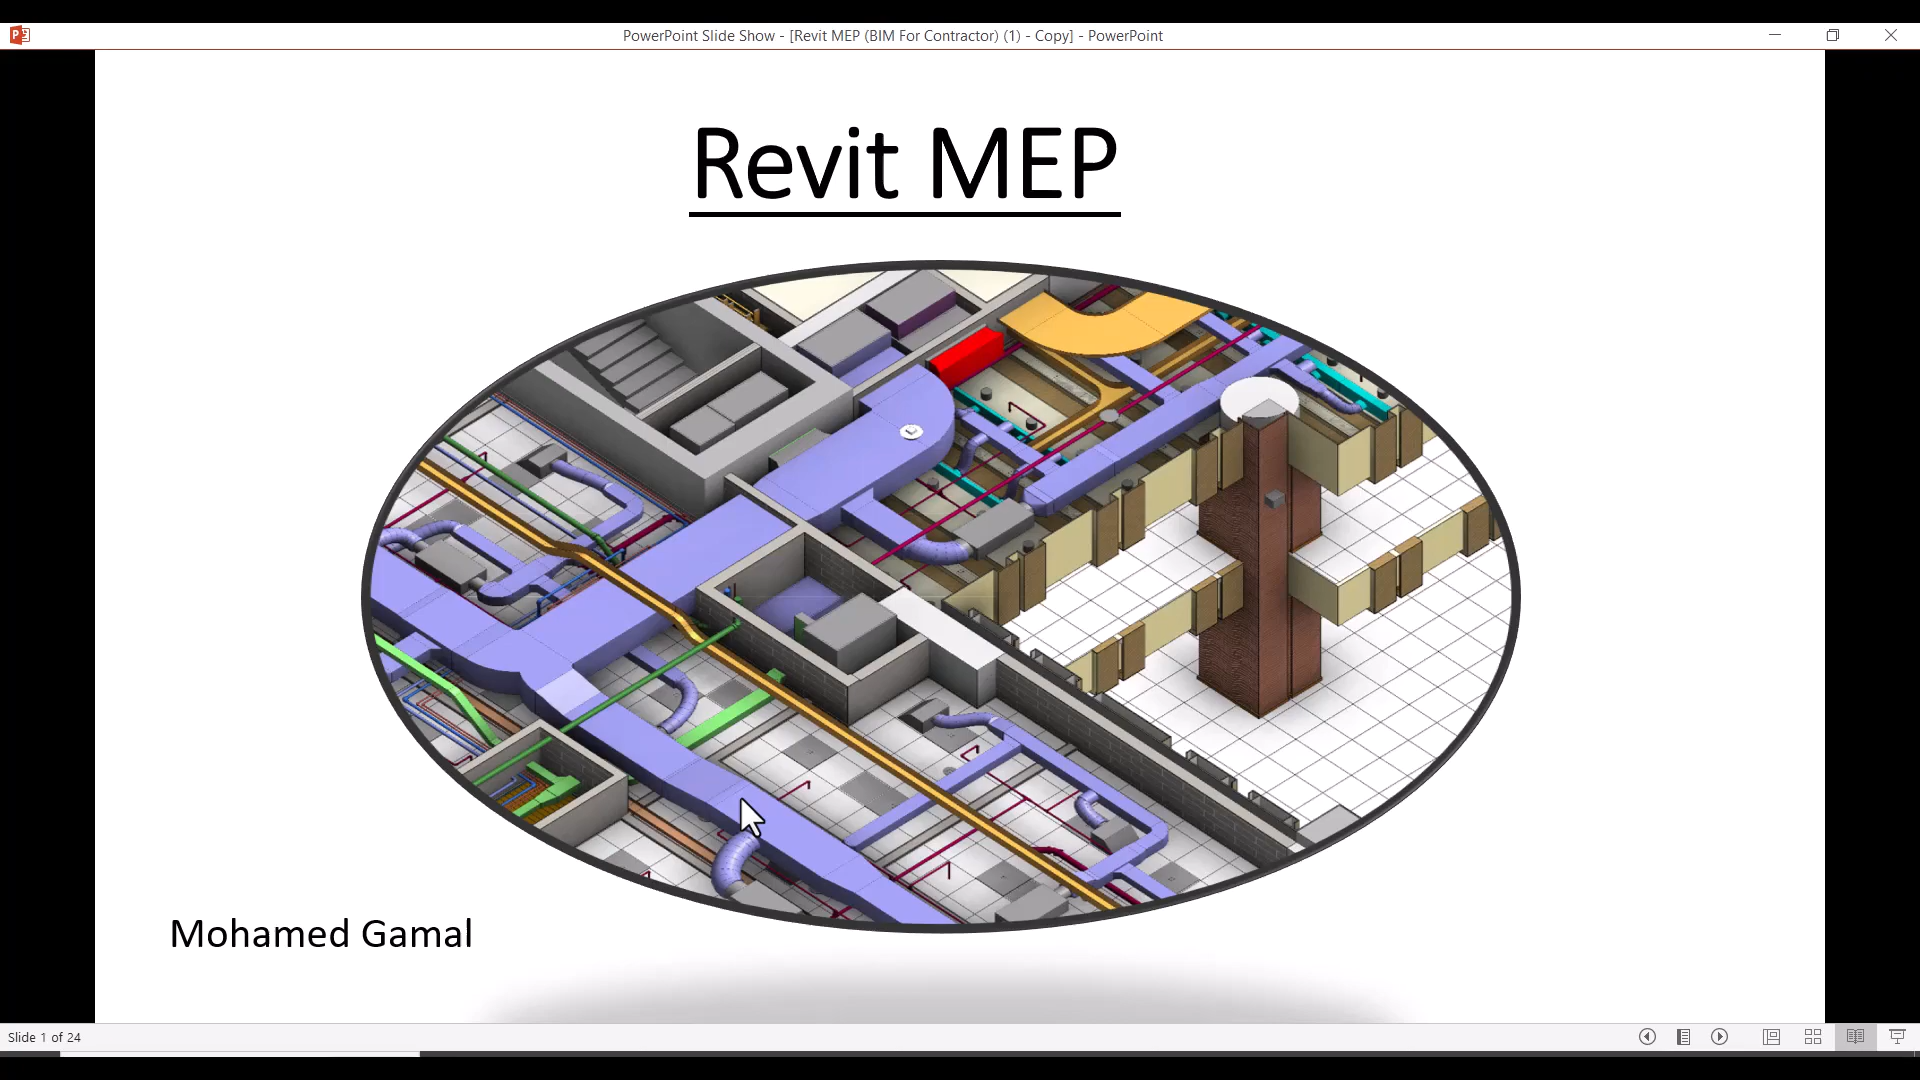 PowerPoint Slide Show - [Revit MEP (BIM For Contractor) (1) - Copy] - PowerPoint
Revit MEP
Mohamed Gamal
Slide 1 of 24